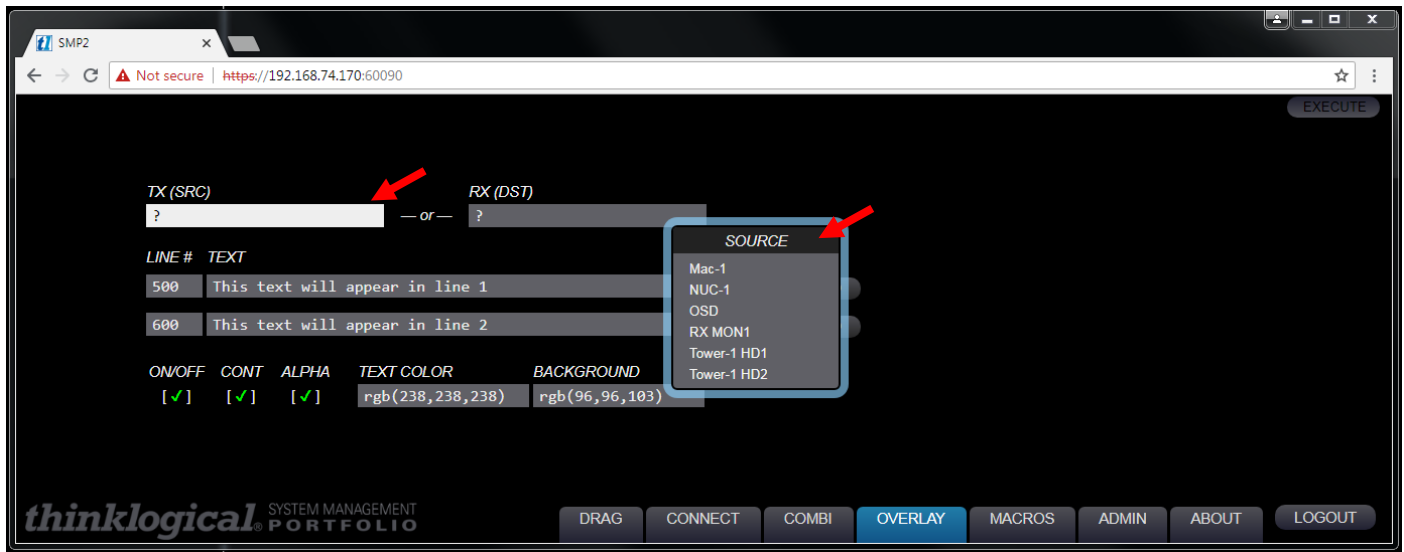 SMP2
Not secure | https://192.168.74.170:60090
EXECUTE
TX (SRC)
RX (DST)
?
— or —
?
SOURCE
Mac-1
NUC-1
OSD
RX MON1
Tower-1 HD1
Tower-1 HD2
LINE # TEXT
500 This text will appear in line 1
600 This text will appear in line 2
ON/OFF CONT ALPHA TEXT COLOR BACKGROUND
[✓] [✓] [✓] rgb(238,238,238) rgb(96,96,103)
thinklogical® SYSTEM MANAGEMENT
PORTFOLIO
DRAG CONNECT COMBI OVERLAY MACROS ADMIN ABOUT LOGOUT